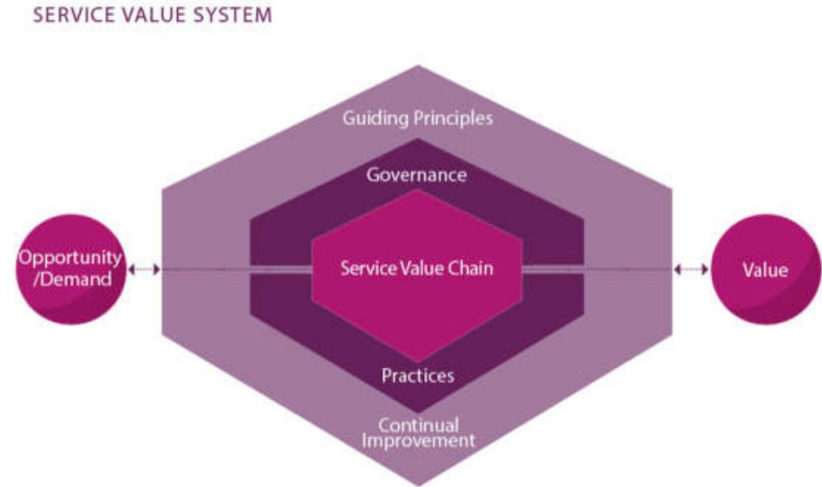 SERVICE VALUE SYSTEM
Guiding Principles
Governance
Opportunity
/Demand
Service Value Chain
Value
Practices
Continual
Improvement